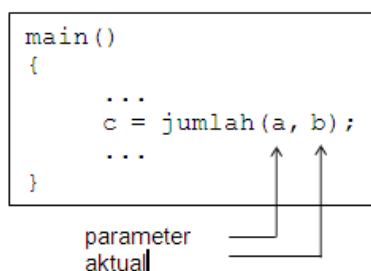 main()
{
...
c = jumlah(a, b);
...
}
parameter
aktual